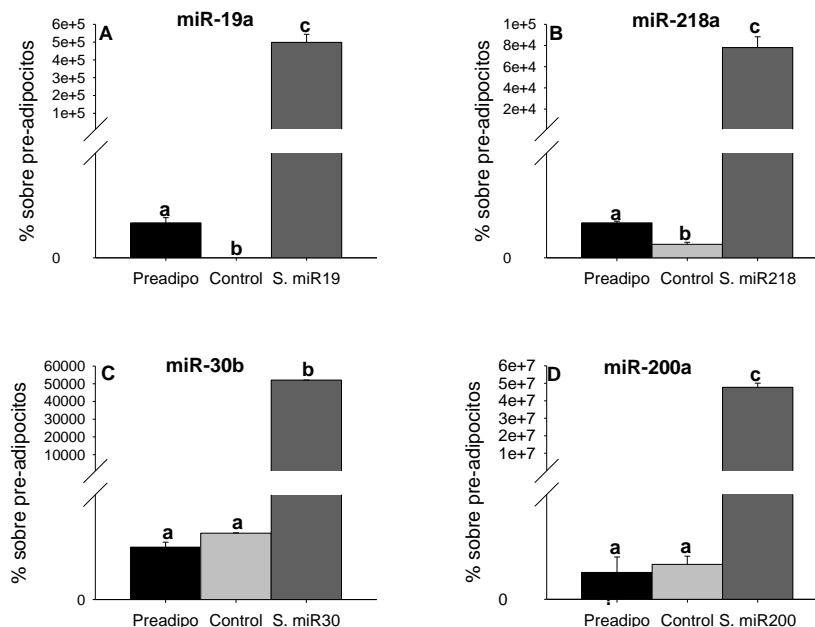 A
miR-19a
6e+5
5e+5
4e+5
3e+5
2e+5
1e+5
0
% sobre pre-adipocitos
a
b
c
Preadipo Control S. miR19
B
miR-218a
1e+5
8e+4
6e+4
4e+4
2e+4
0
% sobre pre-adipocitos
a
b
c
Preadipo Control S. miR218
C
miR-30b
60000
50000
40000
30000
20000
10000
0
% sobre pre-adipocitos
a
a
b
Preadipo Control S. miR30
D
miR-200a
6e+7
5e+7
4e+7
3e+7
2e+7
1e+7
0
% sobre pre-adipocitos
a
a
c
Preadipo Control S. miR200